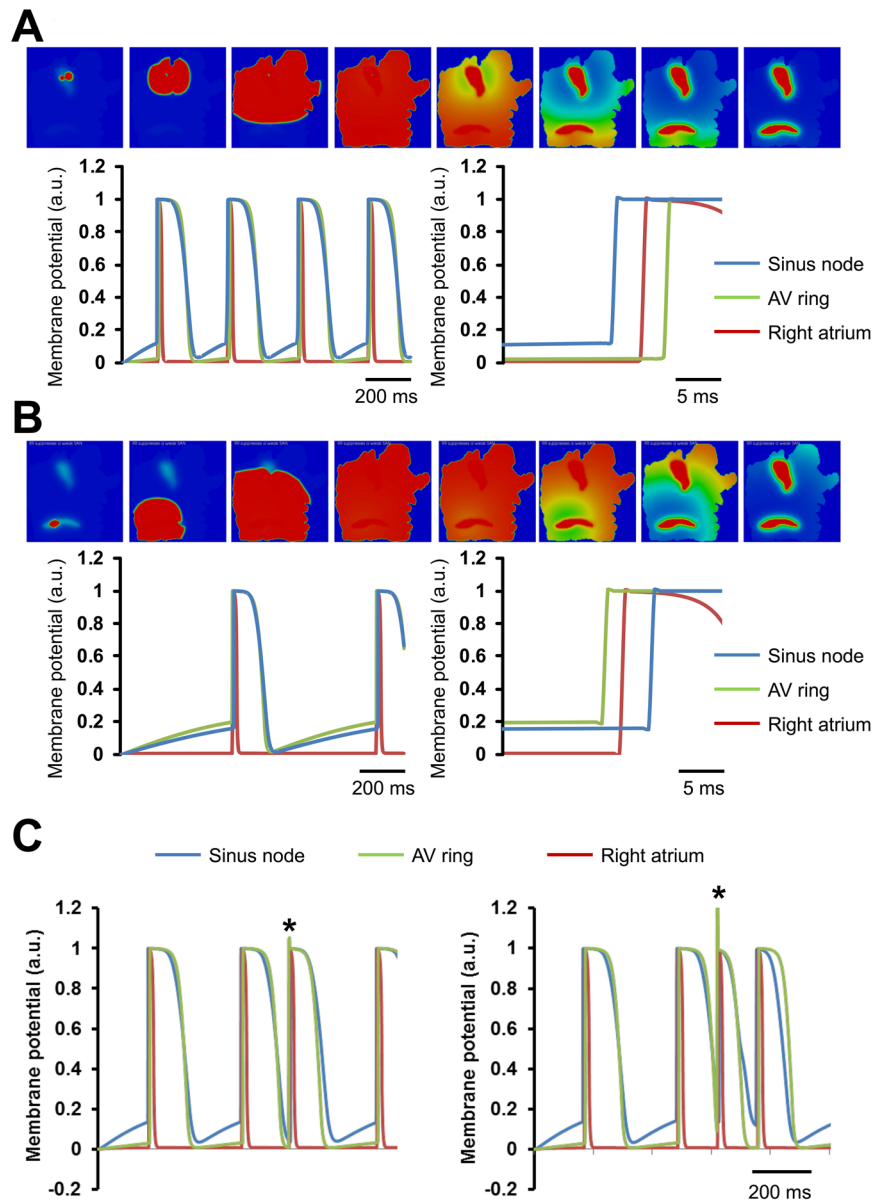 A
Membrane potential (a.u.)
1.2
1
0.8
0.6
0.4
0.2
0
200 ms
Membrane potential (a.u.)
1.2
1
0.8
0.6
0.4
0.2
0
5 ms
Sinus node
AV ring
Right atrium
B
Membrane potential (a.u.)
1.2
1
0.8
0.6
0.4
0.2
0
200 ms
Membrane potential (a.u.)
1.2
1
0.8
0.6
0.4
0.2
0
5 ms
Sinus node
AV ring
Right atrium
C
Sinus node
AV ring
Right atrium
Membrane potential (a.u.)
1.2
1
0.8
0.6
0.4
0.2
0
-0.2
*
Membrane potential (a.u.)
1.2
1
0.8
0.6
0.4
0.2
0
-0.2
*
200 ms